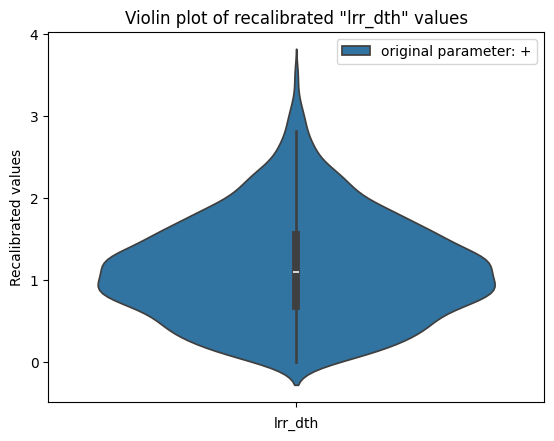 Violin plot of recalibrated "lrr_dth" values
original parameter: +
Recalibrated values
4
3
2
1
0
lrr_dth